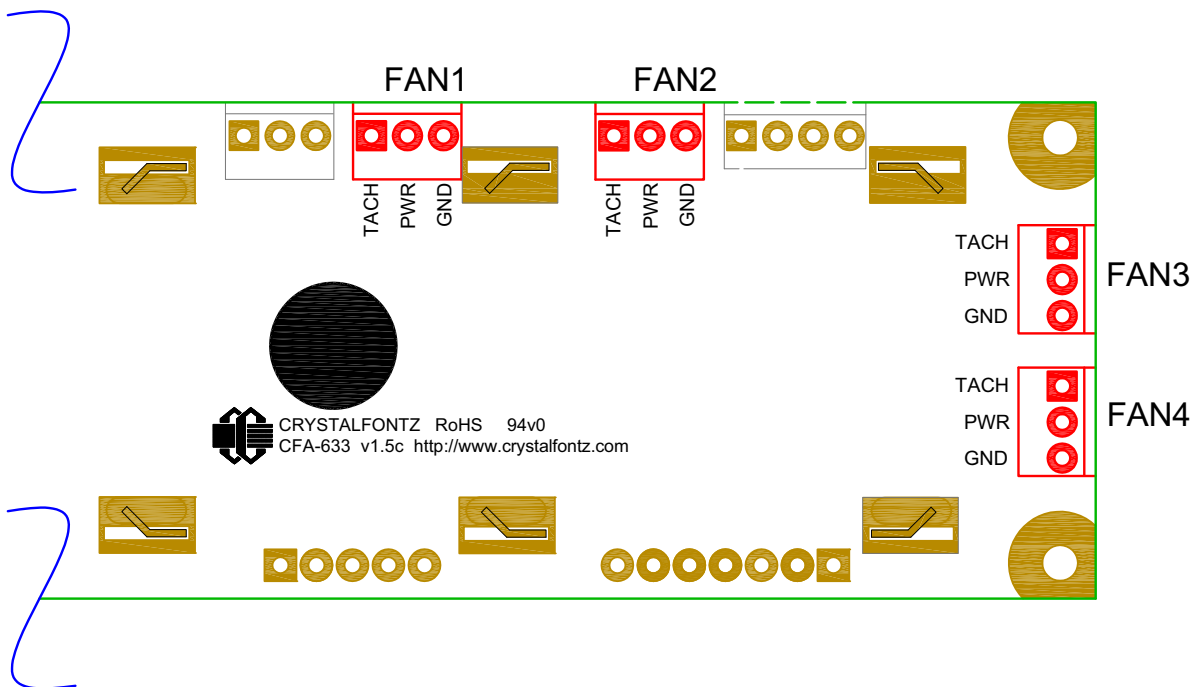 FAN1
FAN2
TACH
PWR
GND
TACH
PWR
GND
TACH
PWR
GND
FAN3
TACH
PWR
GND
FAN4
CRYSTALFONTZ RoHS 94v0
CFA-633 v1.5c http://www.crystalfontz.com